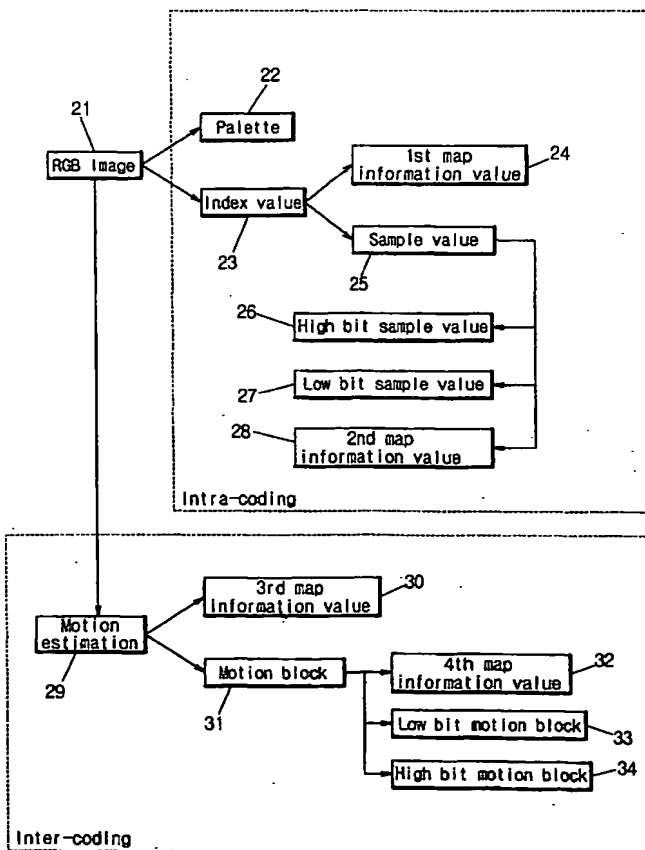 22
21
Palette
RGB Image
1st map
information value
24
Index value
23
Sample value
25
26
High bit sample value
27
Low bit sample value
28
2nd map
information value
Intra-coding
3rd map
information value
30
Motion
estimation
29
Motion block
31
4th map
information value
32
Low bit motion block
33
High bit motion block
34
Inter-coding